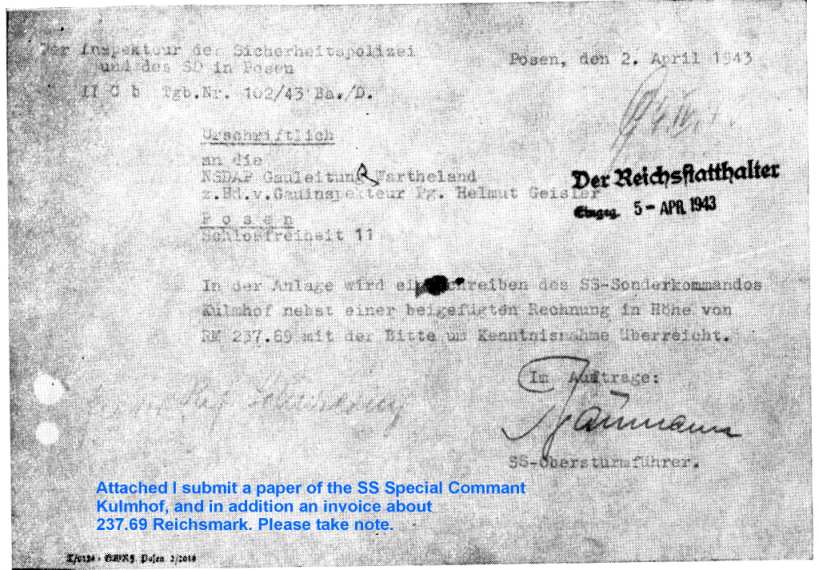 Der Inspekteur der Sicherheitspolizei
und des SD in Posen
Posen, den 2. April 1943
II C b Tgb.Nr. 102/43 Ba./D.
Urschriftlich
an die
NSDAP Gauleitung Wartheland
z.Hd.v.Gauinspekteur Pg. Helmut Geisler
Posen
Schloßfreiheit 11
Der Reichsstatthalter
Eingeg. 5 - APR. 1943
In der Anlage wird ein Schreiben des SS-Sonderkommandos
Kulmhof nebst einer beigefügten Rechnung in Höhe von
RM 237.69 mit der Bitte um Kenntnisnahme überreicht.
Im Auftrage:
SS-Obersturmführer.
Attached I submit a paper of the SS Special Commant
Kulmhof, and in addition an invoice about
237.69 Reichsmark. Please take note.